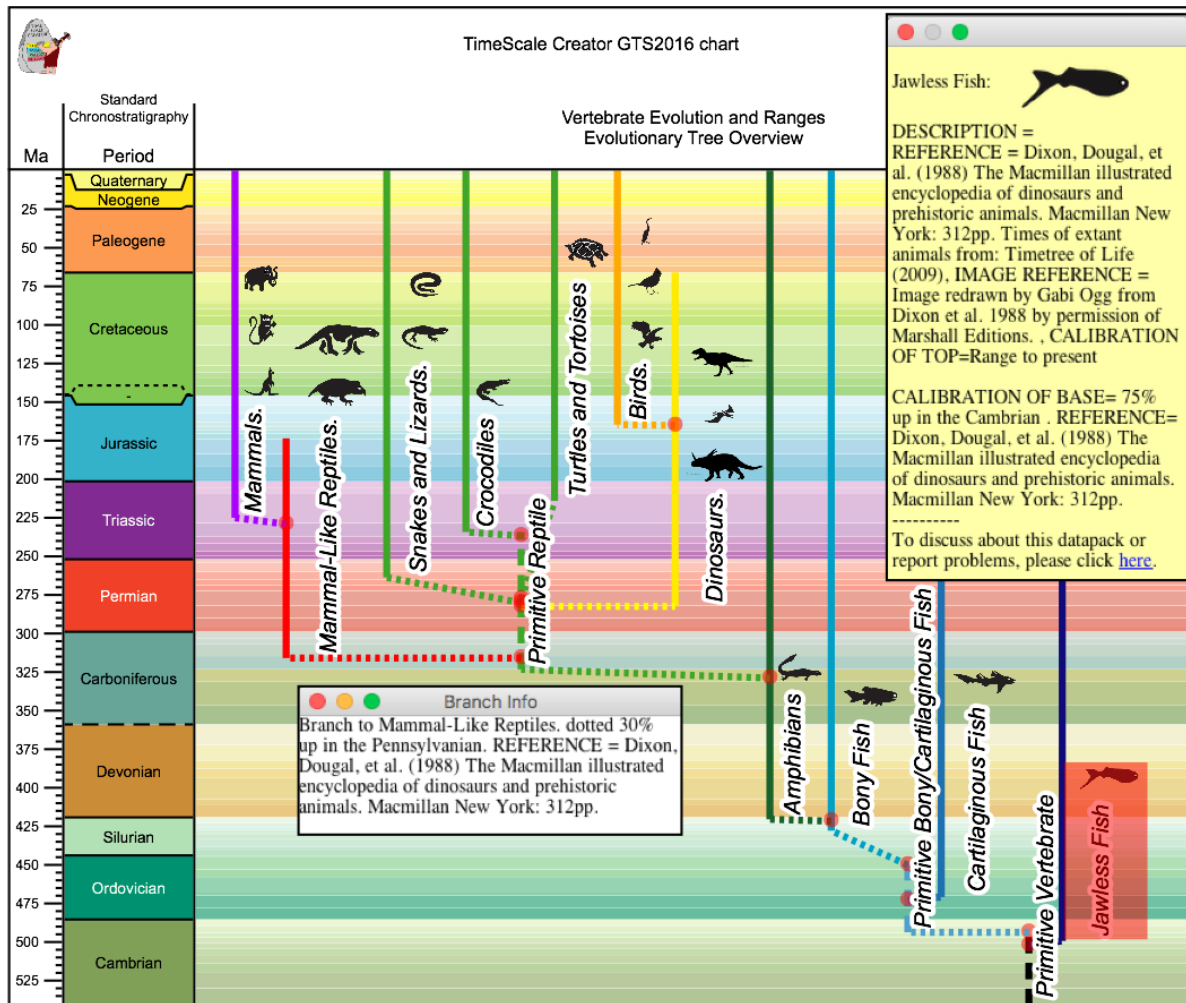 TimeScale Creator GTS2016 chart
Standard
Chronostratigraphy
Vertebrate Evolution and Ranges
Evolutionary Tree Overview
Ma
Period
Quaternary
Neogene
25
Paleogene
50
75
Cretaceous
100
125
150
Jurassic
175
200
Triassic
225
250
Permian
275
300
Carboniferous
325
350
375
Devonian
400
425
Silurian
450
Ordovician
475
500
Cambrian
525
Mammals.
Mammal-Like Reptiles.
Snakes and Lizards.
Crocodiles
Primitive Reptile
Turtles and Tortoises
Birds.
Dinosaurs.
Amphibians
Bony Fish
Primitive Bony/Cartilaginous Fish
Cartilaginous Fish
Primitive Vertebrate
Jawless Fish
Branch Info
Branch to Mammal-Like Reptiles. dotted 30%
up in the Pennsylvanian. REFERENCE = Dixon,
Dougal, et al. (1988) The Macmillan illustrated
encyclopedia of dinosaurs and prehistoric
animals. Macmillan New York: 312pp.
Jawless Fish:
DESCRIPTION =
REFERENCE = Dixon, Dougal, et
al. (1988) The Macmillan illustrated
encyclopedia of dinosaurs and
prehistoric animals. Macmillan New
York: 312pp. Times of extant
animals from: Timetree of Life
(2009), IMAGE REFERENCE =
Image redrawn by Gabi Ogg from
Dixon et al. 1988 by permission of
Marshall Editions. , CALIBRATION
OF TOP=Range to present
CALIBRATION OF BASE= 75%
up in the Cambrian . REFERENCE=
Dixon, Dougal, et al. (1988) The
Macmillan illustrated encyclopedia
of dinosaurs and prehistoric animals.
Macmillan New York: 312pp.
----------
To discuss about this datapack or
report problems, please click here.